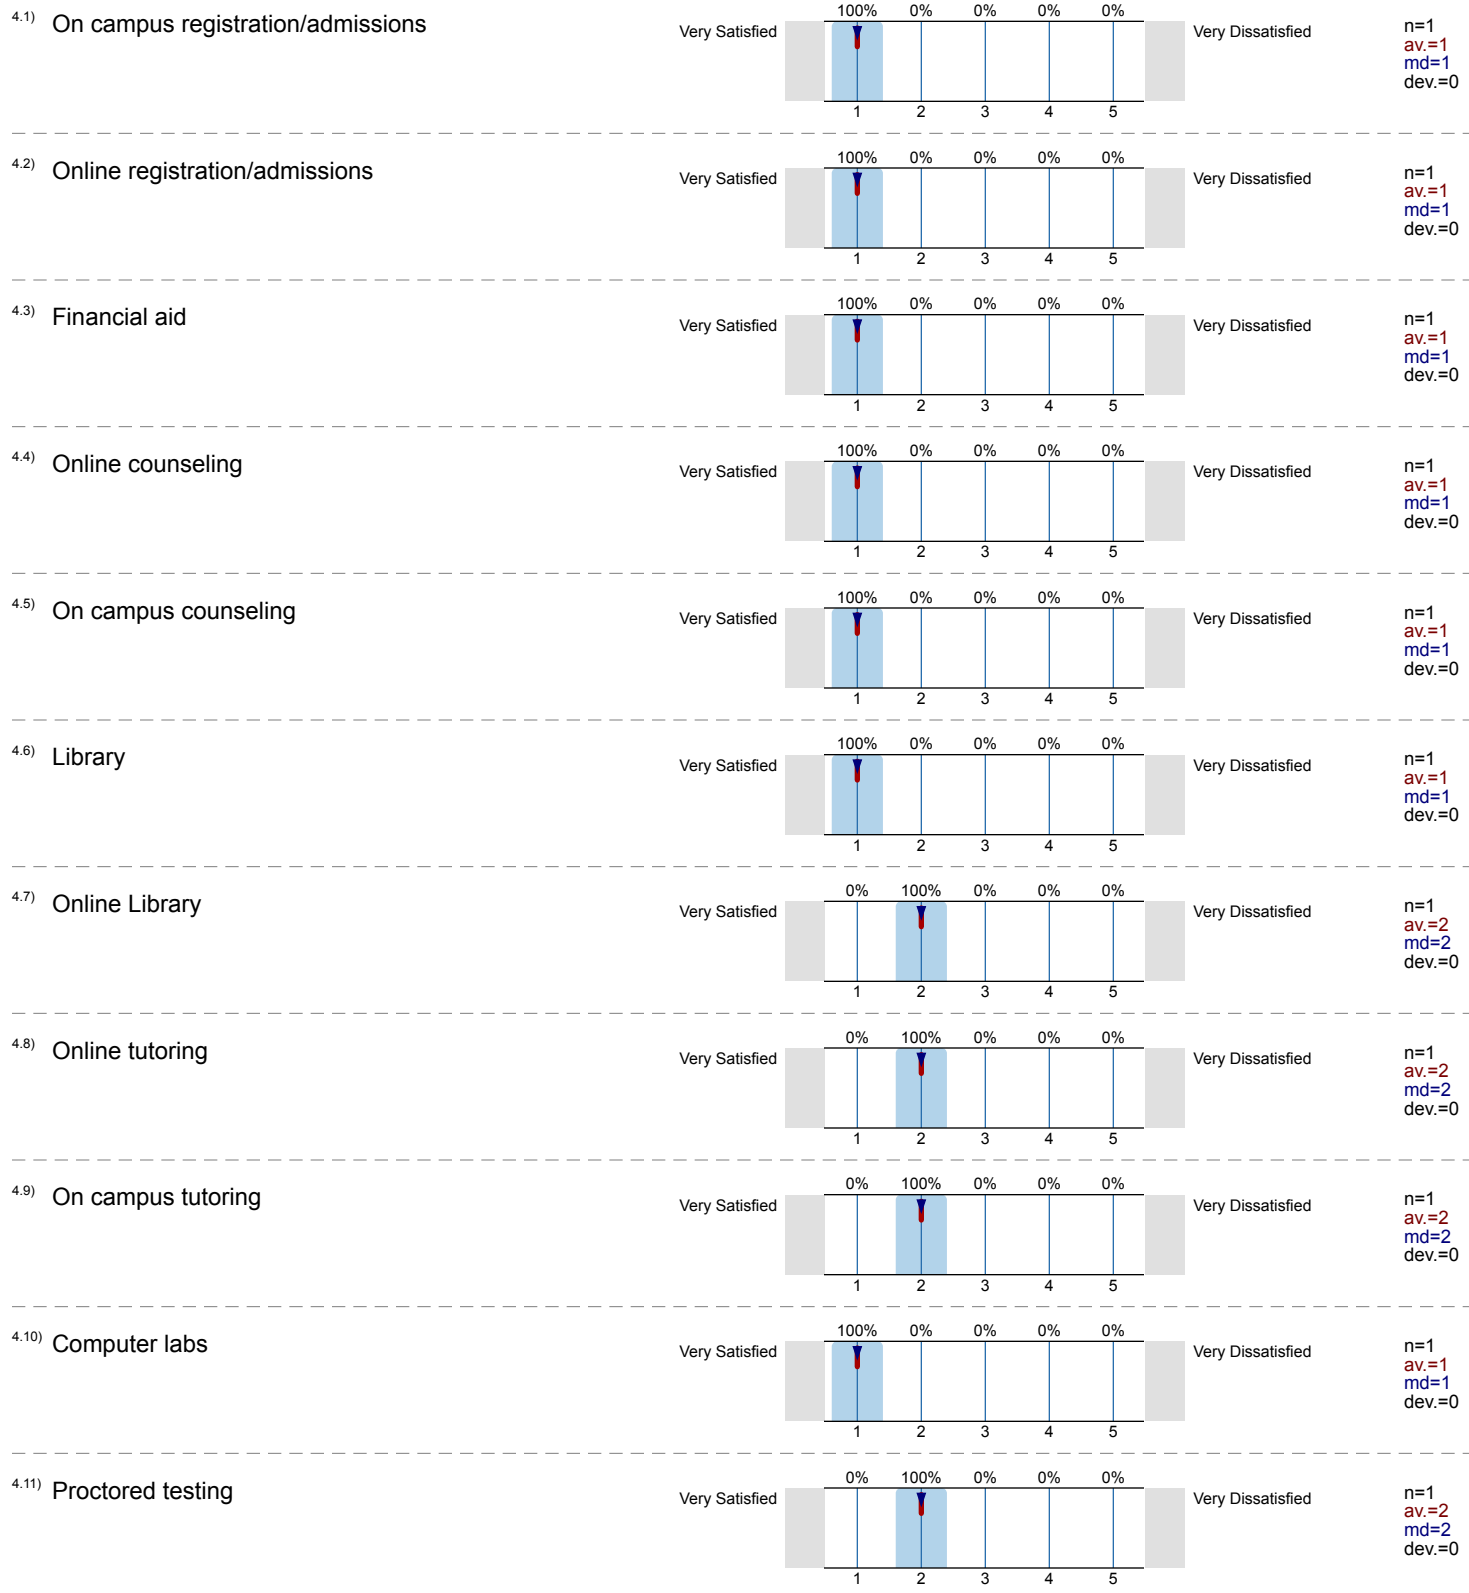 4.1) On campus registration/admissions
100% 0% 0% 0% 0%
Very Satisfied Very Dissatisfied
n=1
av.=1
md=1
dev.=0
1 2 3 4 5
4.2) Online registration/admissions
100% 0% 0% 0% 0%
Very Satisfied Very Dissatisfied
n=1
av.=1
md=1
dev.=0
1 2 3 4 5
4.3) Financial aid
100% 0% 0% 0% 0%
Very Satisfied Very Dissatisfied
n=1
av.=1
md=1
dev.=0
1 2 3 4 5
4.4) Online counseling
100% 0% 0% 0% 0%
Very Satisfied Very Dissatisfied
n=1
av.=1
md=1
dev.=0
1 2 3 4 5
4.5) On campus counseling
100% 0% 0% 0% 0%
Very Satisfied Very Dissatisfied
n=1
av.=1
md=1
dev.=0
1 2 3 4 5
4.6) Library
100% 0% 0% 0% 0%
Very Satisfied Very Dissatisfied
n=1
av.=1
md=1
dev.=0
1 2 3 4 5
4.7) Online Library
0% 100% 0% 0% 0%
Very Satisfied Very Dissatisfied
n=1
av.=2
md=2
dev.=0
1 2 3 4 5
4.8) Online tutoring
0% 100% 0% 0% 0%
Very Satisfied Very Dissatisfied
n=1
av.=2
md=2
dev.=0
1 2 3 4 5
4.9) On campus tutoring
0% 100% 0% 0% 0%
Very Satisfied Very Dissatisfied
n=1
av.=2
md=2
dev.=0
1 2 3 4 5
4.10) Computer labs
100% 0% 0% 0% 0%
Very Satisfied Very Dissatisfied
n=1
av.=1
md=1
dev.=0
1 2 3 4 5
4.11) Proctored testing
0% 100% 0% 0% 0%
Very Satisfied Very Dissatisfied
n=1
av.=2
md=2
dev.=0
1 2 3 4 5